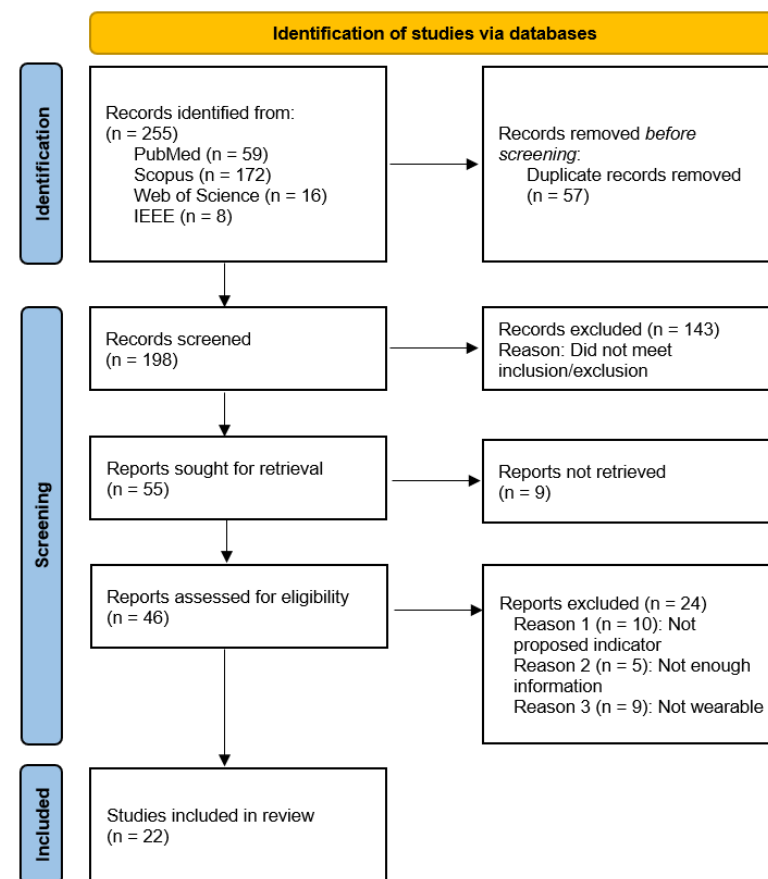 Identification of studies via databases
Identification
Records identified from:
(n = 255)
PubMed (n = 59)
Scopus (n = 172)
Web of Science (n = 16)
IEEE (n = 8)
Records removed before
screening:
Duplicate records removed
(n = 57)
Screening
Records screened
(n = 198)
Records excluded (n = 143)
Reason: Did not meet
inclusion/exclusion
Reports sought for retrieval
(n = 55)
Reports not retrieved
(n = 9)
Reports assessed for eligibility
(n = 46)
Reports excluded (n = 24)
Reason 1 (n = 10): Not
proposed indicator
Reason 2 (n = 5): Not enough
information
Reason 3 (n = 9): Not wearable
Included
Studies included in review
(n = 22)